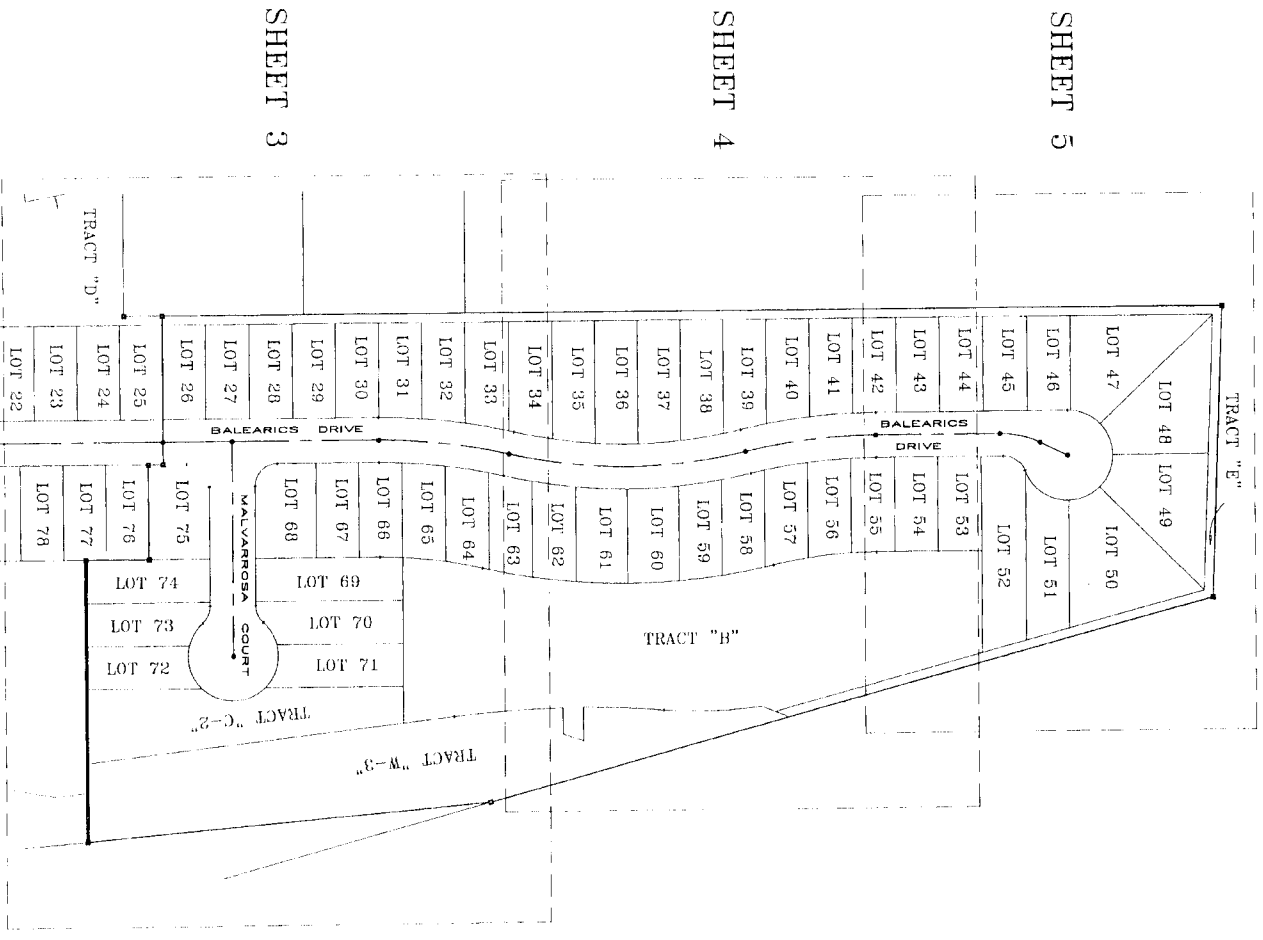 SHEET 3
SHEET 4
SHEET 5
TRACT "D"
LOT 22
LOT 23
LOT 24
LOT 25
LOT 26
LOT 27
LOT 28
LOT 29
LOT 30
LOT 31
LOT 32
LOT 33
LOT 34
LOT 35
LOT 36
LOT 37
LOT 38
LOT 39
LOT 40
LOT 41
LOT 42
LOT 43
LOT 44
LOT 45
LOT 46
LOT 47
LOT 48
TRACT "E"
BALEARICS DRIVE
BALEARICS
DRIVE
LOT 49
LOT 50
LOT 51
LOT 52
LOT 53
LOT 54
LOT 55
LOT 56
LOT 57
LOT 58
LOT 59
LOT 60
LOT 61
LOT 62
LOT 63
LOT 64
LOT 65
LOT 66
LOT 67
LOT 68
MALVARROSA COURT
LOT 75
LOT 76
LOT 77
LOT 78
LOT 74
LOT 69
LOT 73
LOT 70
LOT 72
LOT 71
TRACT "B"
TRACT "C-2"
TRACT "W-3"